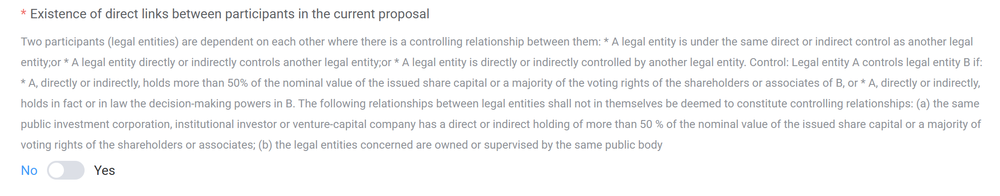 * Existence of direct links between participants in the current proposal
Two participants (legal entities) are dependent on each other where there is a controlling relationship between them: * A legal entity is under the same direct or indirect control as another legal
entity;or * A legal entity directly or indirectly controls another legal entity;or * A legal entity is directly or indirectly controlled by another legal entity. Control: Legal entity A controls legal entity B if:
* A, directly or indirectly, holds more than 50% of the nominal value of the issued share capital or a majority of the voting rights of the shareholders or associates of B, or * A, directly or indirectly,
holds in fact or in law the decision-making powers in B. The following relationships between legal entities shall not in themselves be deemed to constitute controlling relationships: (a) the same
public investment corporation, institutional investor or venture-capital company has a direct or indirect holding of more than 50 % of the nominal value of the issued share capital or a majority of
voting rights of the shareholders or associates; (b) the legal entities concerned are owned or supervised by the same public body
No Yes